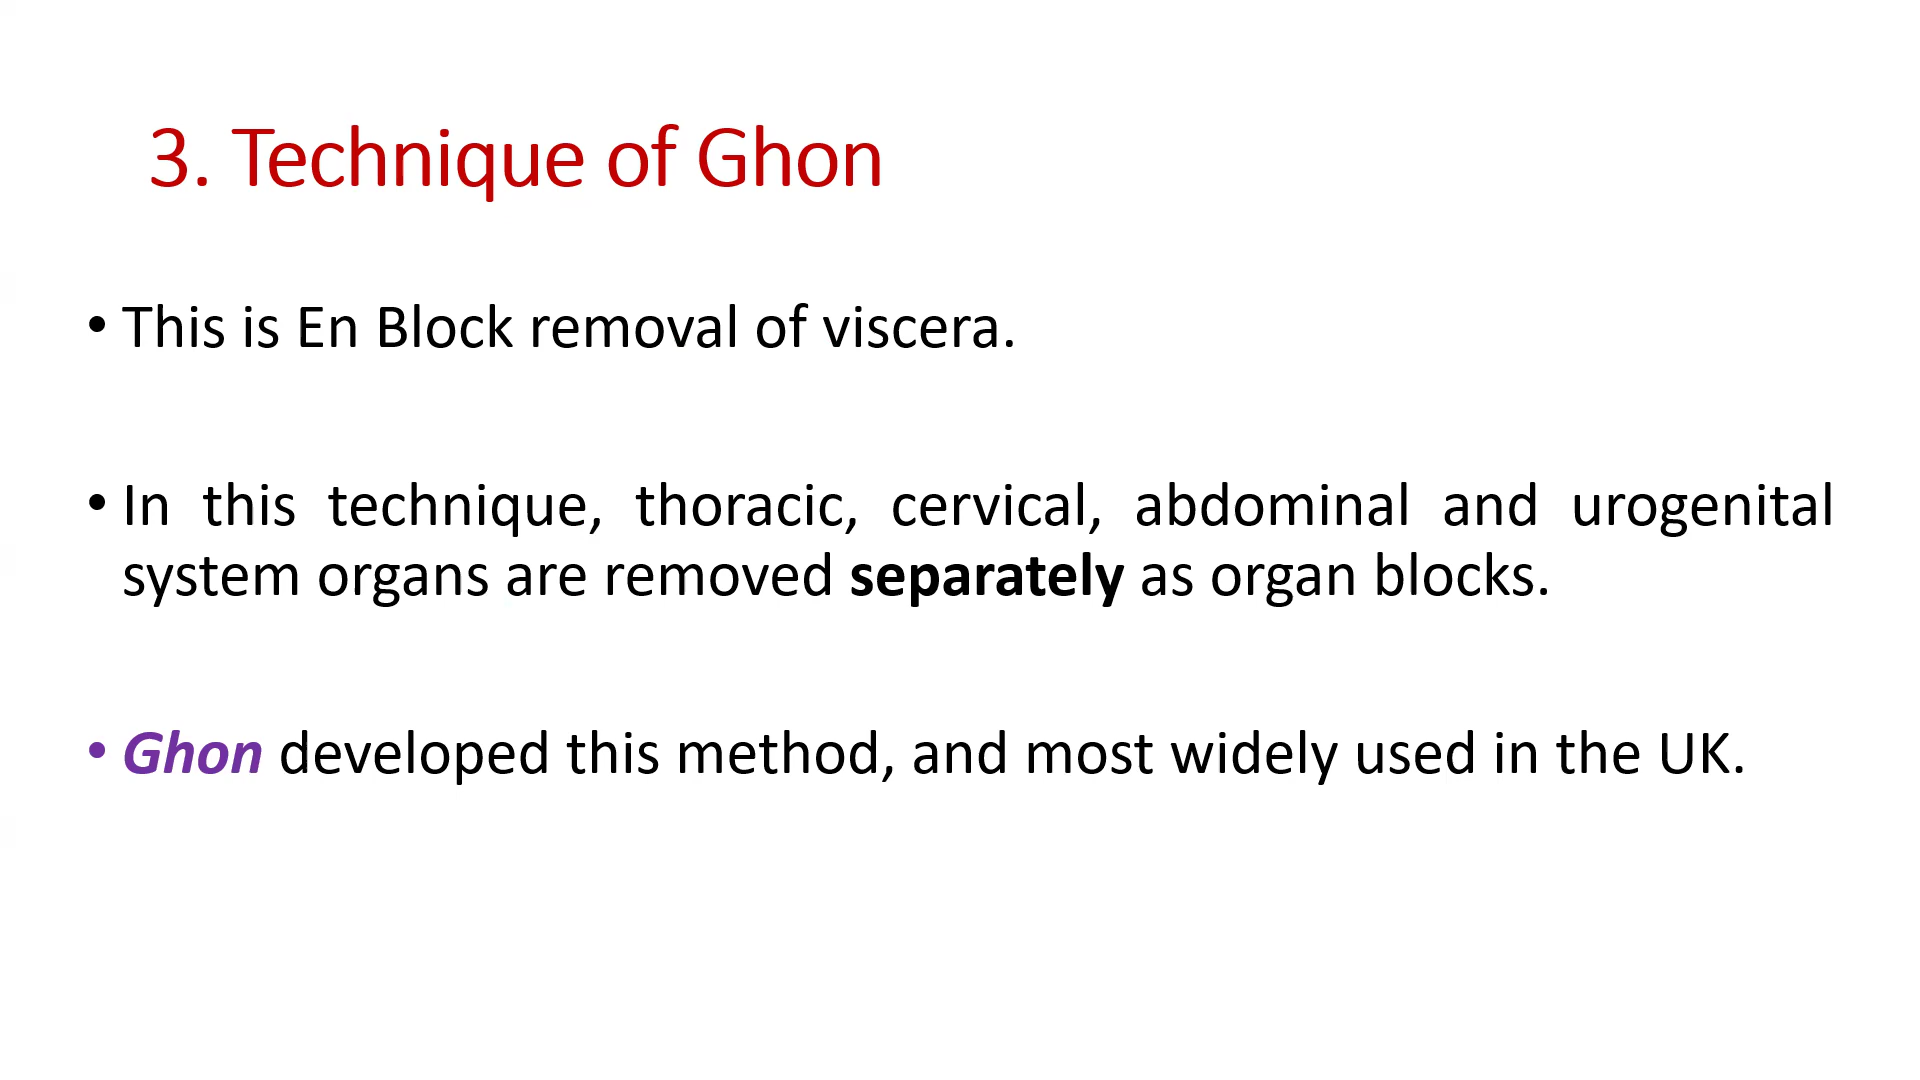 3. Technique of Ghon
• This is En Block removal of viscera.
• In this technique, thoracic, cervical, abdominal and urogenital
system organs are removed separately as organ blocks.
• Ghon developed this method, and most widely used in the UK.